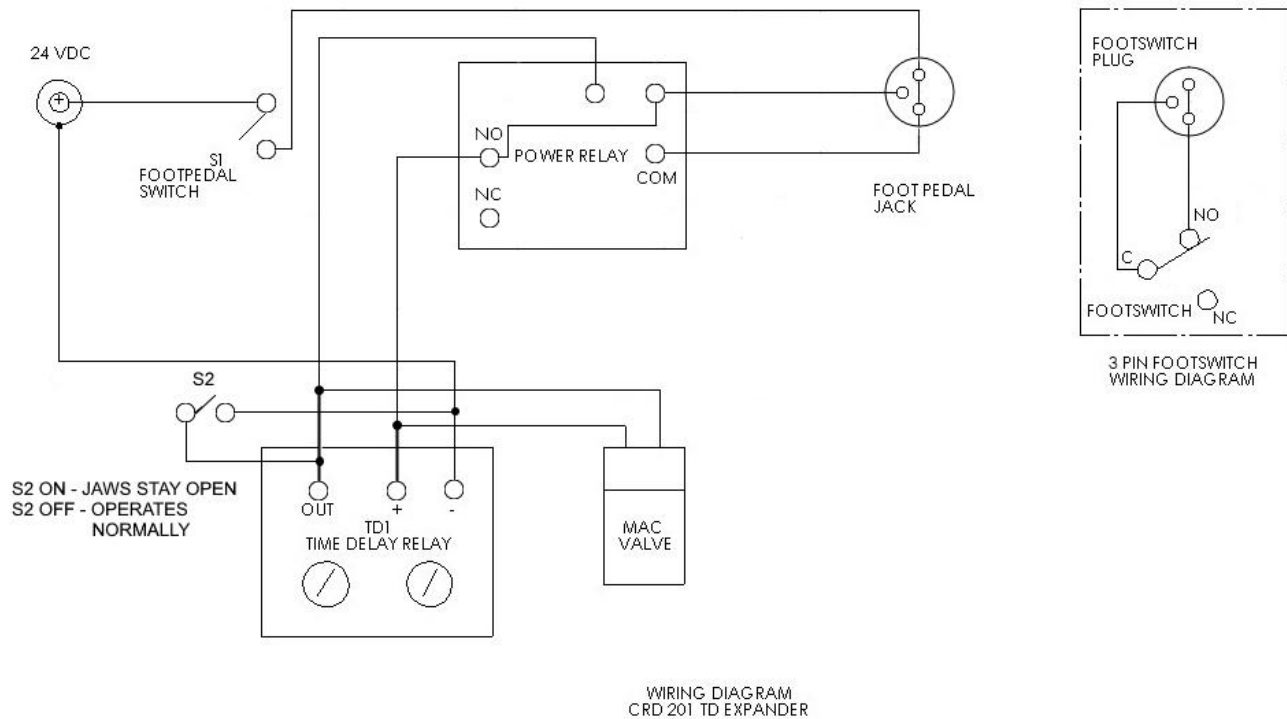 24 VDC
+
S1
FOOTPEDAL
SWITCH
NO
POWER RELAY
COM
NC
FOOT PEDAL
JACK
FOOTSWITCH
PLUG
NO
C
FOOTSWITCH
NC
3 PIN FOOTSWITCH
WIRING DIAGRAM
S2
S2 ON - JAWS STAY OPEN
S2 OFF - OPERATES
NORMALLY
OUT
+
-
TD1
TIME DELAY RELAY
MAC
VALVE
WIRING DIAGRAM
CRD 201 TD EXPANDER